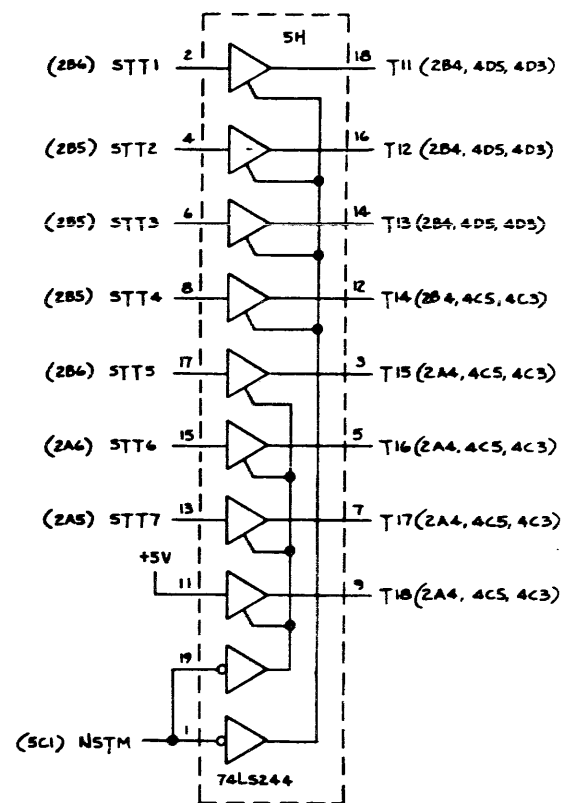 5H
(2B6) STT1 2 18 T11 (2B4, 4D5, 4D3)
(2B5) STT2 4 16 T12 (2B4, 4D5, 4D3)
(2B5) STT3 6 14 T13 (2B4, 4D5, 4D3)
(2B5) STT4 8 12 T14 (2B4, 4C5, 4C3)
(2B6) STT5 17 3 T15 (2A4, 4C5, 4C3)
(2A6) STT6 15 5 T16 (2A4, 4C5, 4C3)
(2A5) STT7 13 7 T17 (2A4, 4C5, 4C3)
+5V 11 9 T18 (2A4, 4C5, 4C3)
19
(5C1) NSTM 1
74LS244